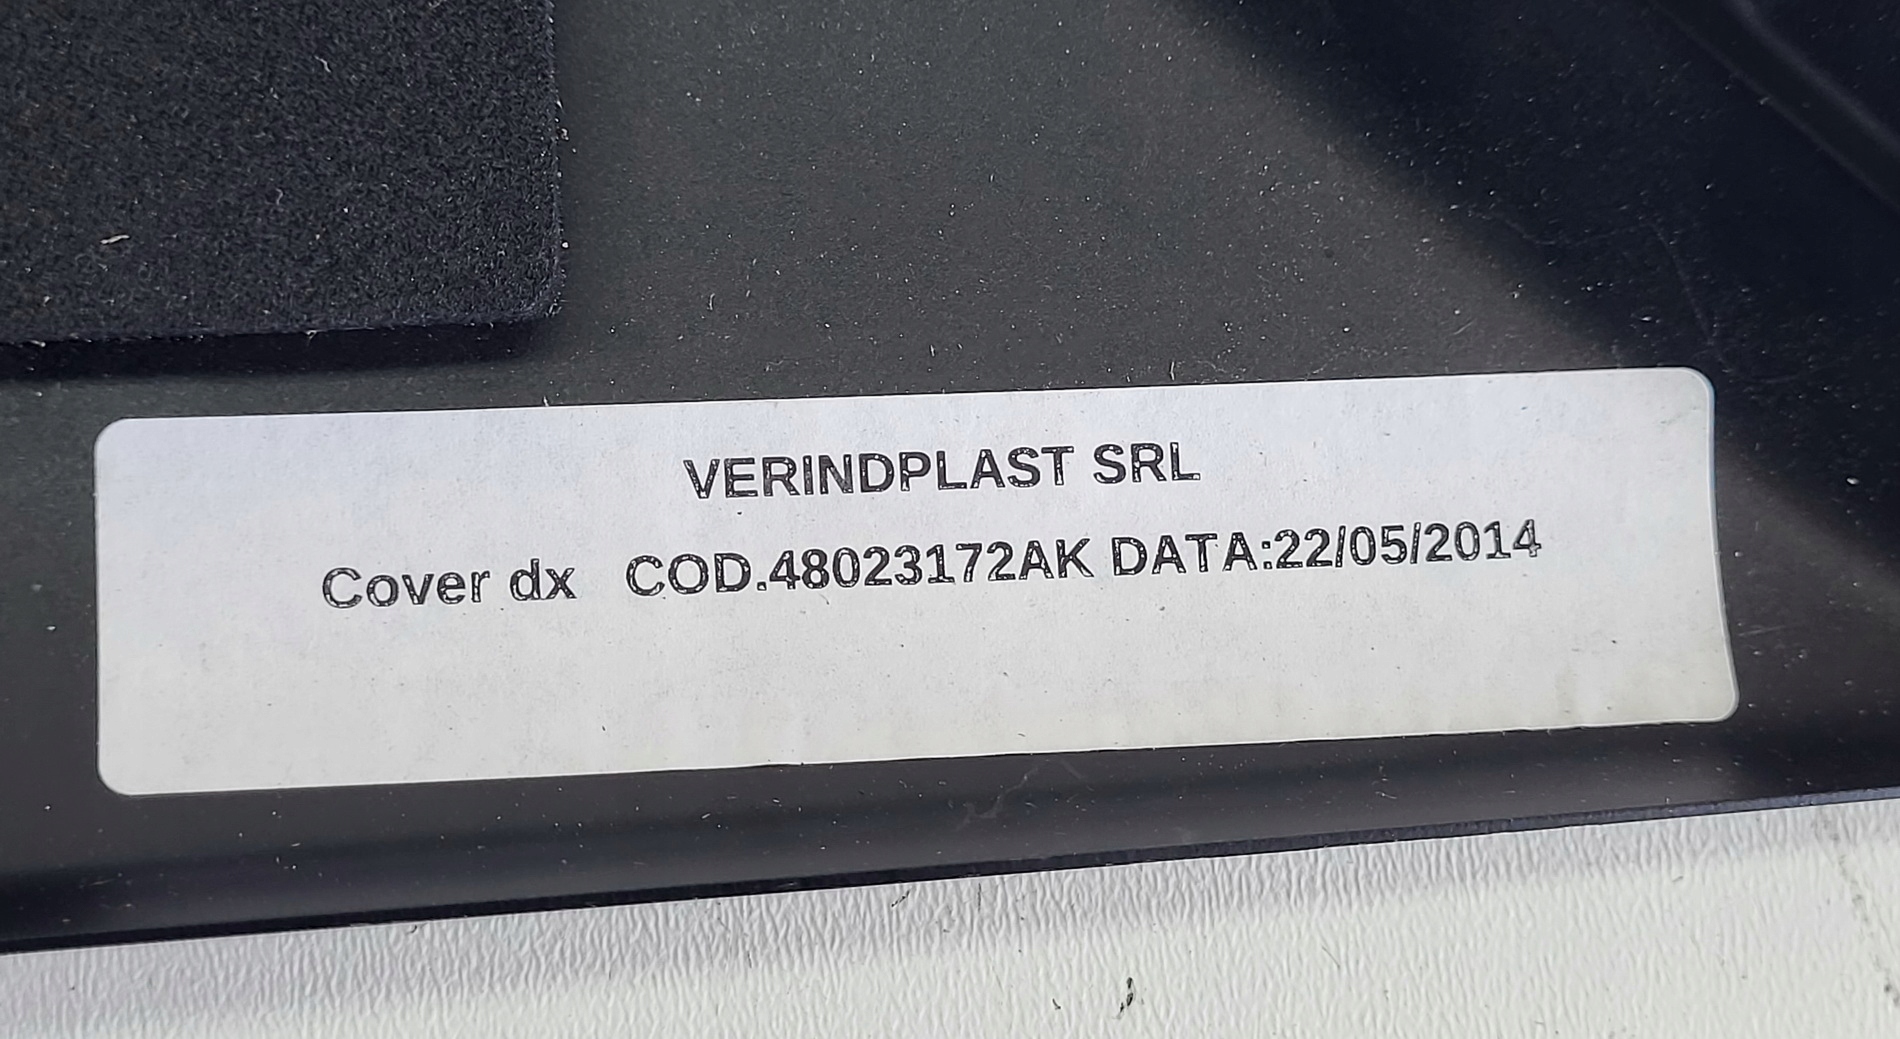 VERINDPLAST SRL
Cover dx COD.48023172AK DATA:22/05/2014